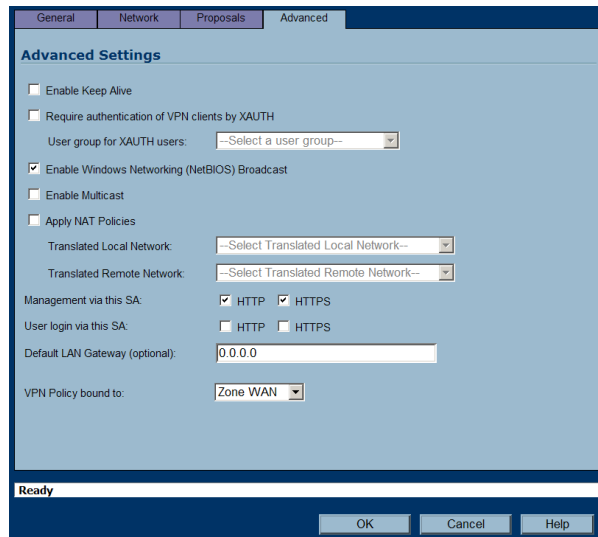 General Network Proposals Advanced
Advanced Settings
Enable Keep Alive
Require authentication of VPN clients by XAUTH
User group for XAUTH users: --Select a user group--
Enable Windows Networking (NetBIOS) Broadcast
Enable Multicast
Apply NAT Policies
Translated Local Network: --Select Translated Local Network--
Translated Remote Network: --Select Translated Remote Network--
Management via this SA: HTTP HTTPS
User login via this SA: HTTP HTTPS
Default LAN Gateway (optional): 0.0.0.0
VPN Policy bound to: Zone WAN
Ready
OK Cancel Help